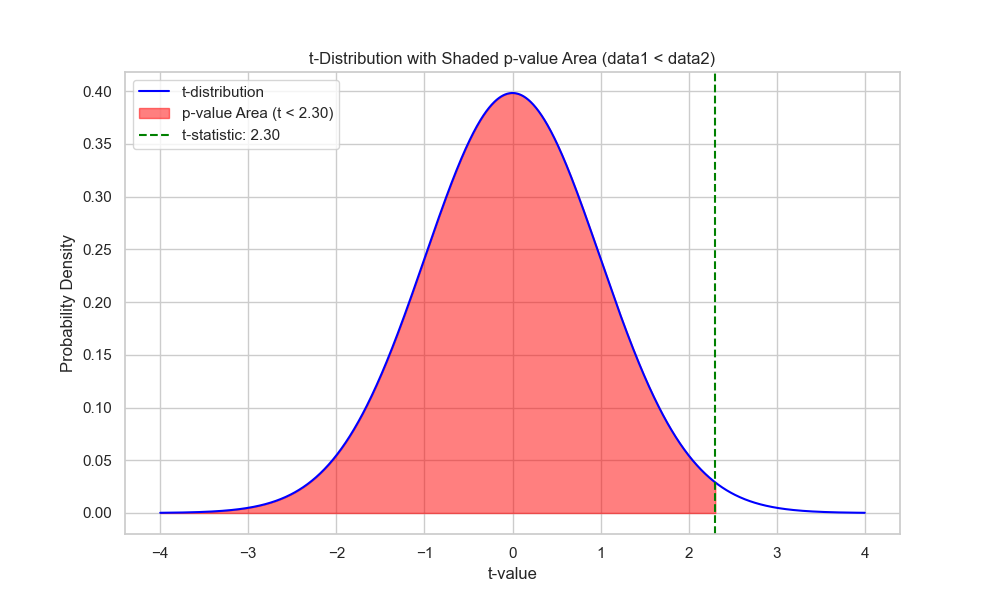 t-Distribution with Shaded p-value Area (data1 < data2)
t-distribution
p-value Area (t < 2.30)
t-statistic: 2.30
Probability Density
0.40
0.35
0.30
0.25
0.20
0.15
0.10
0.05
0.00
−4 −3 −2 −1 0 1 2 3 4
t-value